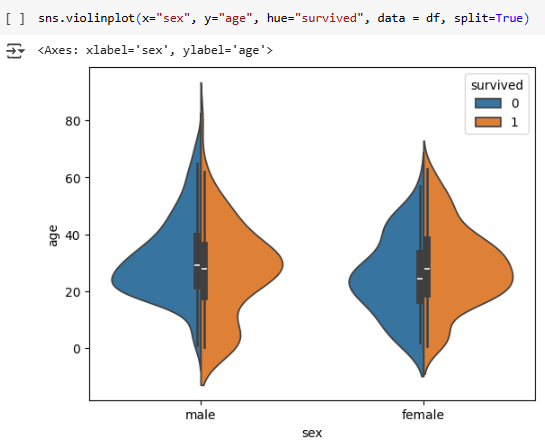 [ ] sns.violinplot(x="sex", y="age", hue="survived", data = df, split=True)
<Axes: xlabel='sex', ylabel='age'>
survived
0
1
80
60
40
20
0
age
male female
sex